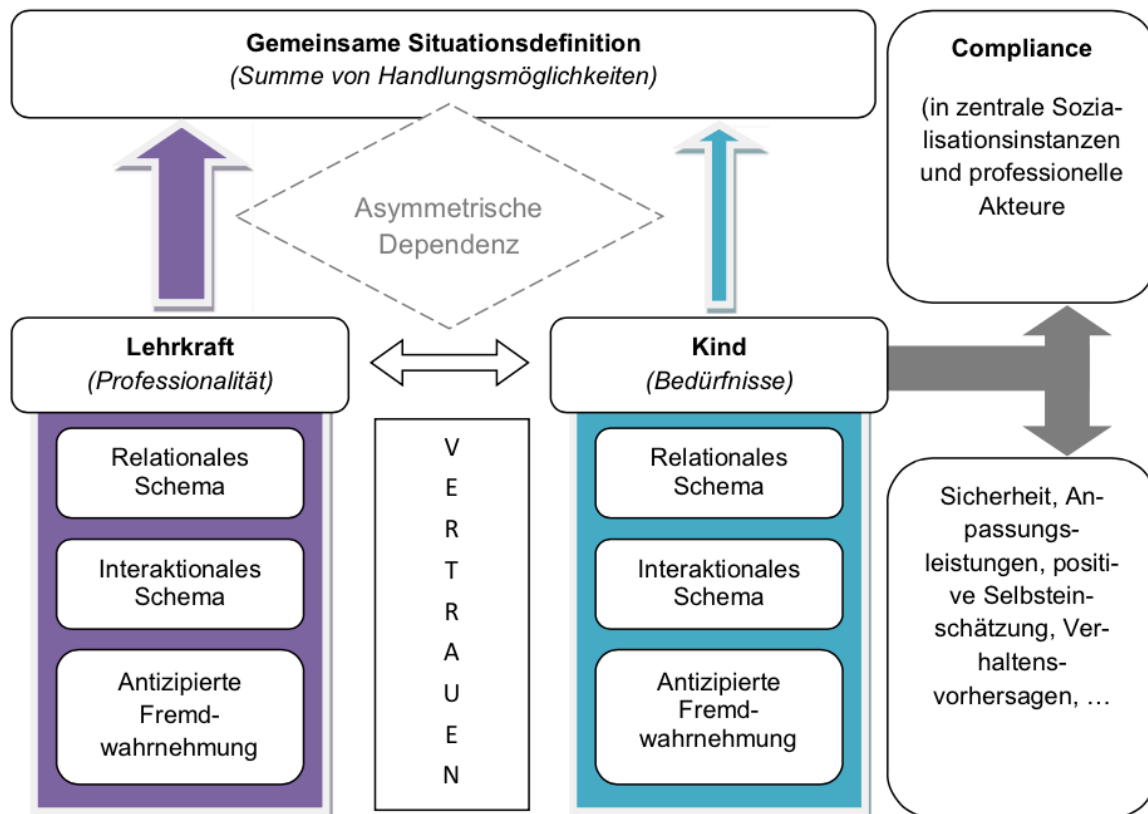 Gemeinsame Situationsdefinition
(Summe von Handlungsmöglichkeiten)
Compliance
(in zentrale Sozia-
lisationsinstanzen
und professionelle
Akteure
Asymmetrische
Dependenz
Lehrkraft
(Professionalität)
Kind
(Bedürfnisse)
Relationales
Schema
Interaktionales
Schema
Antizipierte
Fremd-
wahrnehmung
V
E
R
T
R
A
U
E
N
Relationales
Schema
Interaktionales
Schema
Antizipierte
Fremd-
wahrnehmung
Sicherheit, An-
passungs-
leistungen, positi-
ve Selbstein-
schätzung, Ver-
haltens-
vorhersagen, …